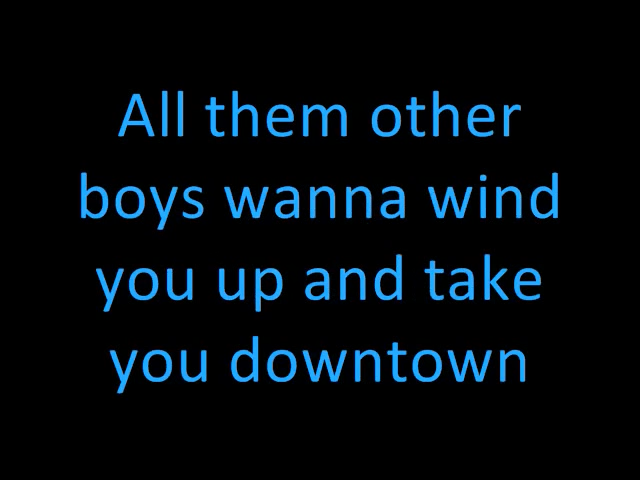 All them other
boys wanna wind
you up and take
you downtown